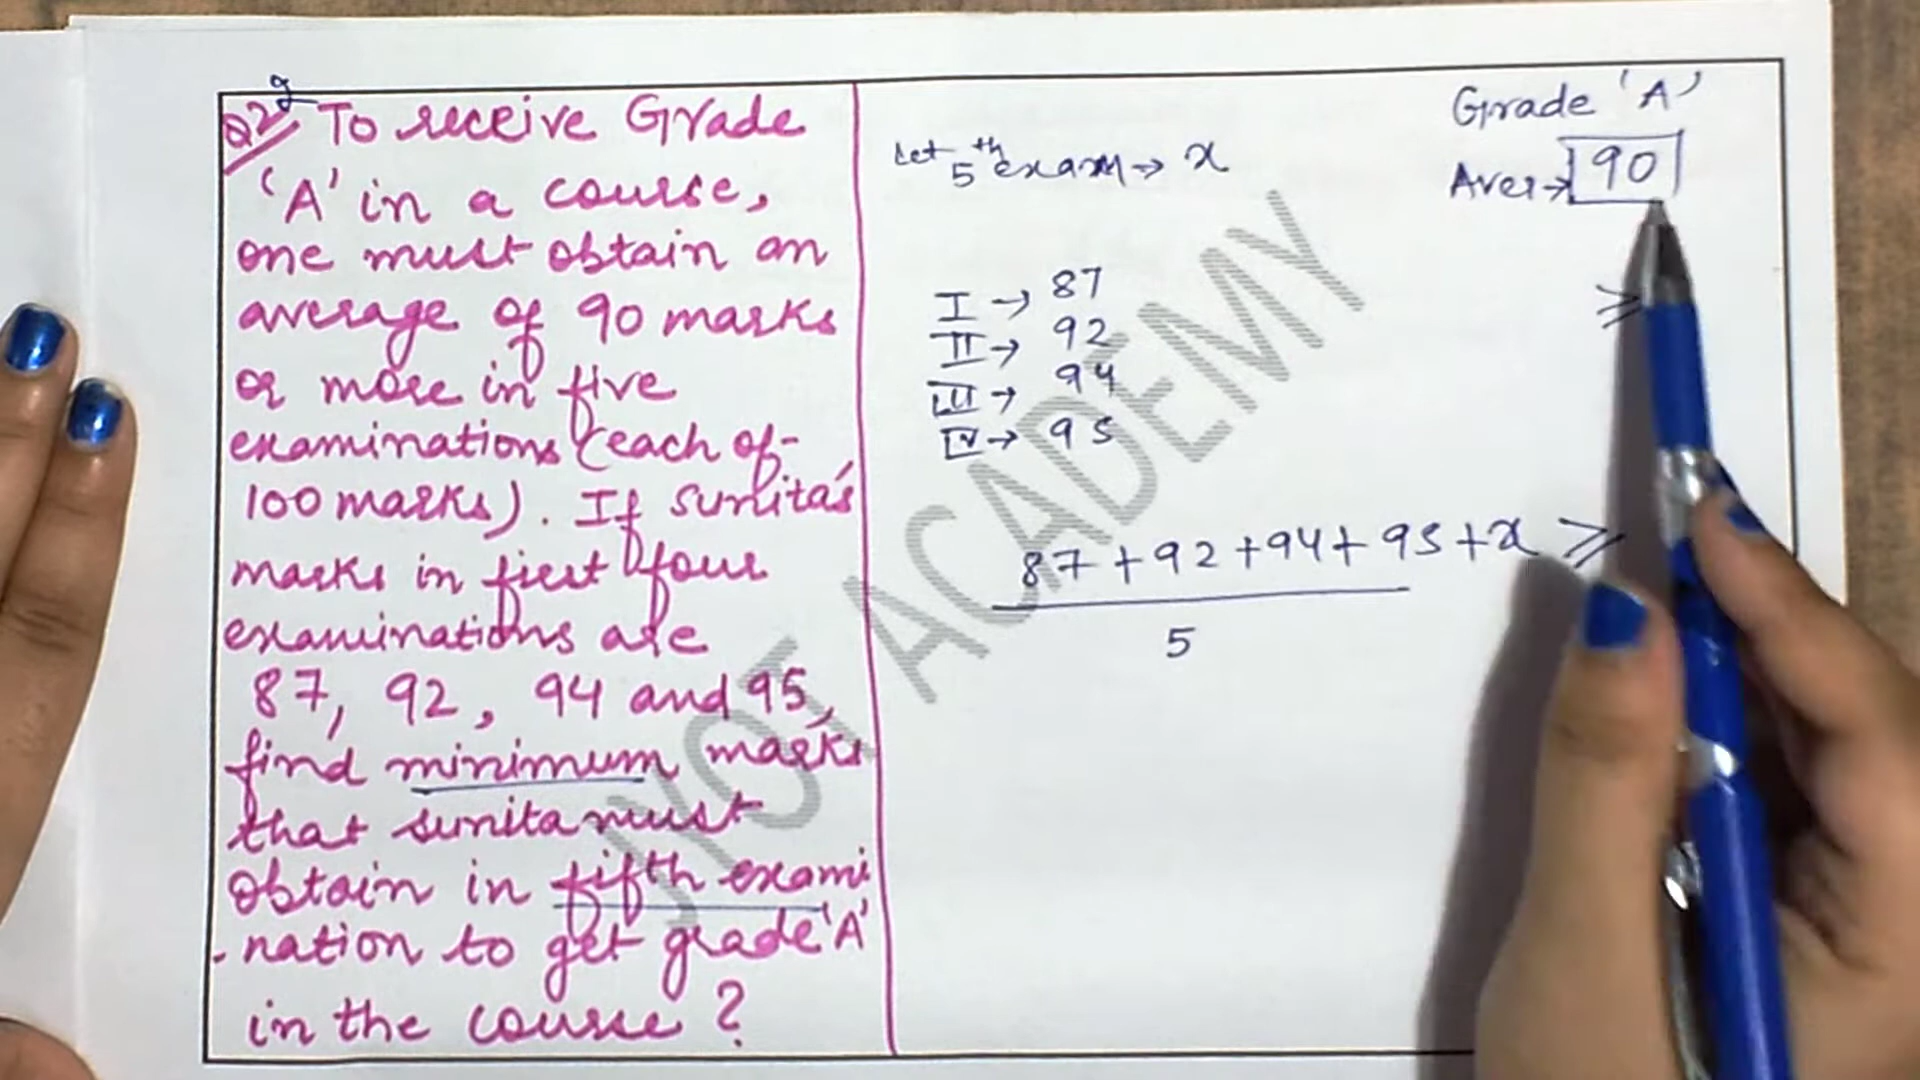 Q2g To receive Grade
'A' in a course,
one must obtain an
average of 90 marks
or more in five
examinations (each of-
100 marks). If sunita's
marks in first four
examinations are
87, 92, 94 and 95,
find minimum marks
that sunita must
obtain in fifth exami
-nation to get grade 'A'
in the course?
Let 5th exam → x
Grade 'A'
Aver → 90
I → 87
II → 92
III → 94
IV → 95
≥
87 + 92 + 94 + 95 + x ≥
5
JYOT ACADEMY